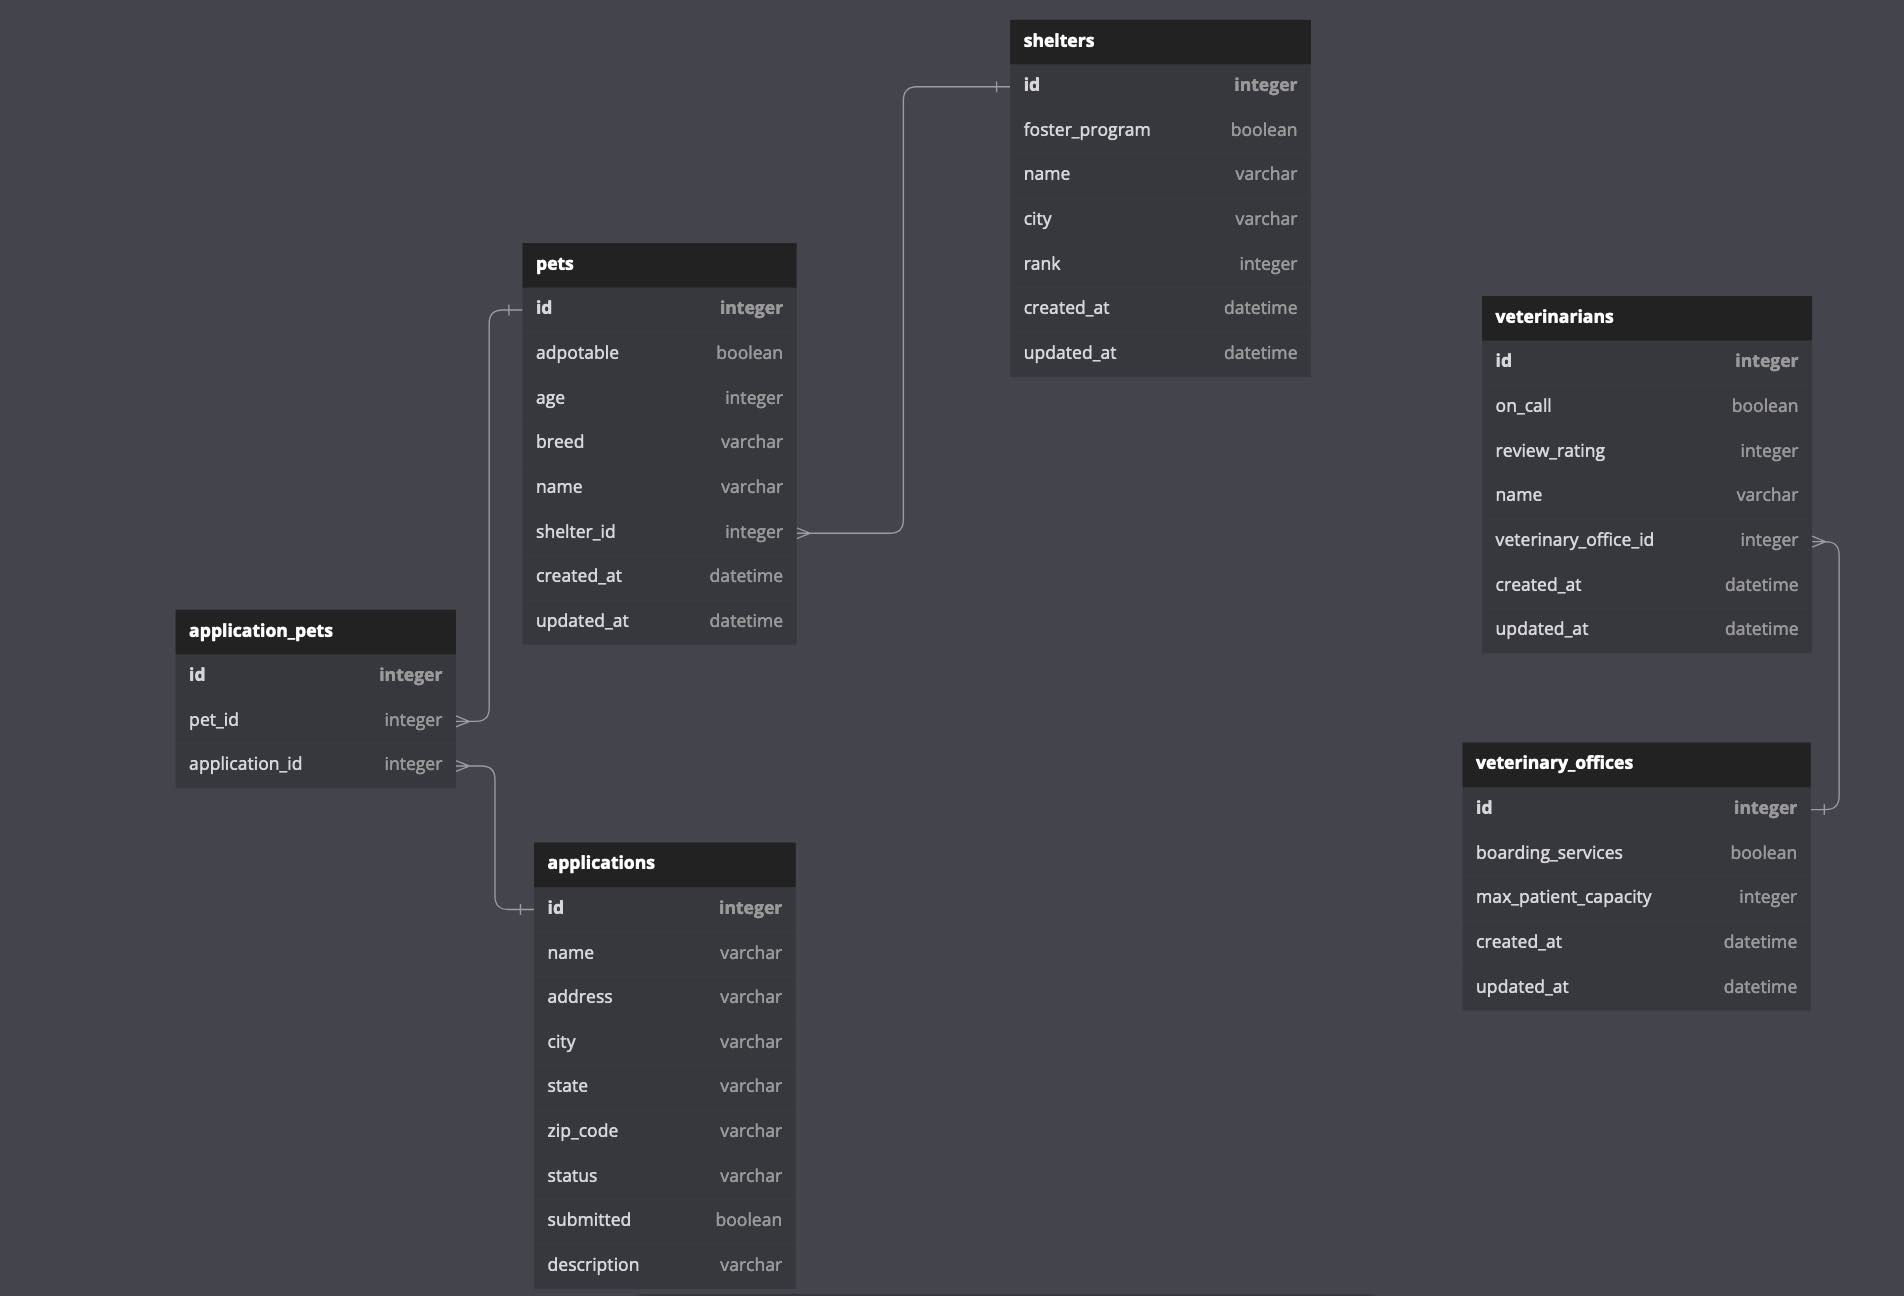 shelters
id integer
foster_program boolean
name varchar
city varchar
rank integer
created_at datetime
updated_at datetime
pets
id integer
adpotable boolean
age integer
breed varchar
name varchar
shelter_id integer
created_at datetime
updated_at datetime
veterinarians
id integer
on_call boolean
review_rating integer
name varchar
veterinary_office_id integer
created_at datetime
updated_at datetime
application_pets
id integer
pet_id integer
application_id integer
veterinary_offices
id integer
boarding_services boolean
max_patient_capacity integer
created_at datetime
updated_at datetime
applications
id integer
name varchar
address varchar
city varchar
state varchar
zip_code varchar
status varchar
submitted boolean
description varchar